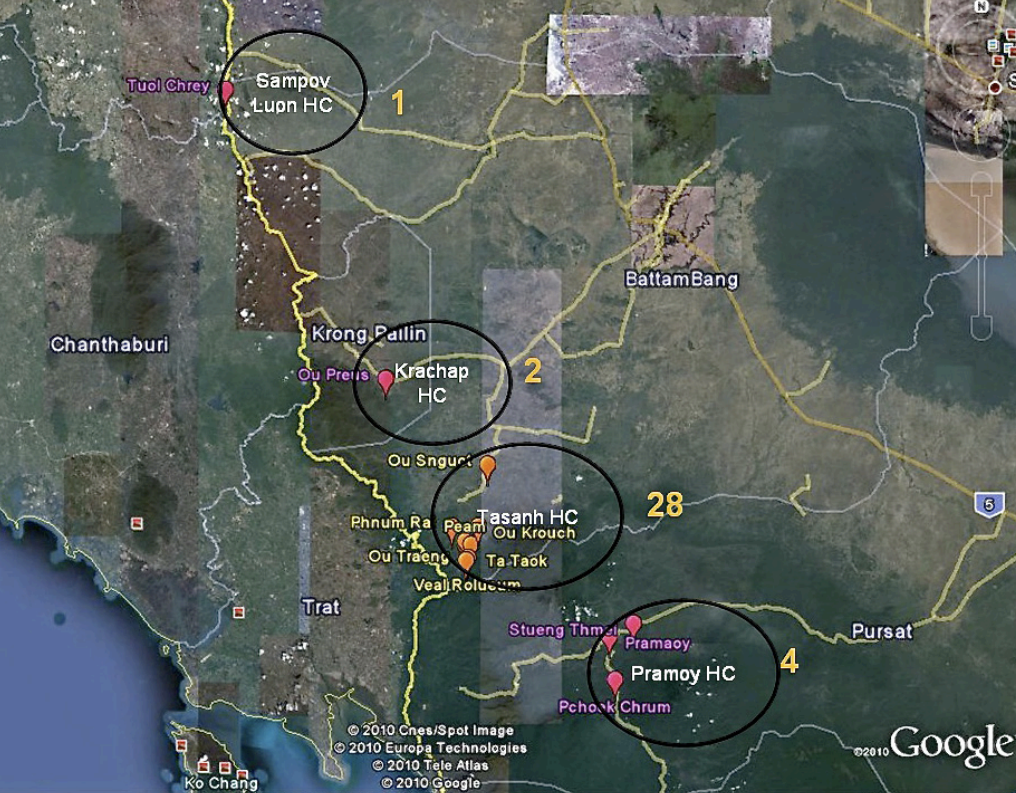 N
Tuol Chrey
Sampov
Luon HC
1
BattamBang
Chanthaburi
Krong Pailin
Ou Preus
Krachap
HC
2
Ou Snguot
28
5
Phnum Ra
Peam
Tasanh HC
Ou Krouch
Ou Traeng
Ta Taok
Veal Rolueum
Trat
Stueng Thmei
Pramaoy
Pursat
Pramoy HC
4
Pchoek Chrum
© 2010 Cnes/Spot Image
© 2010 Europa Technologies
© 2010 Tele Atlas
© 2010 Google
©2010 Google
Ko Chang